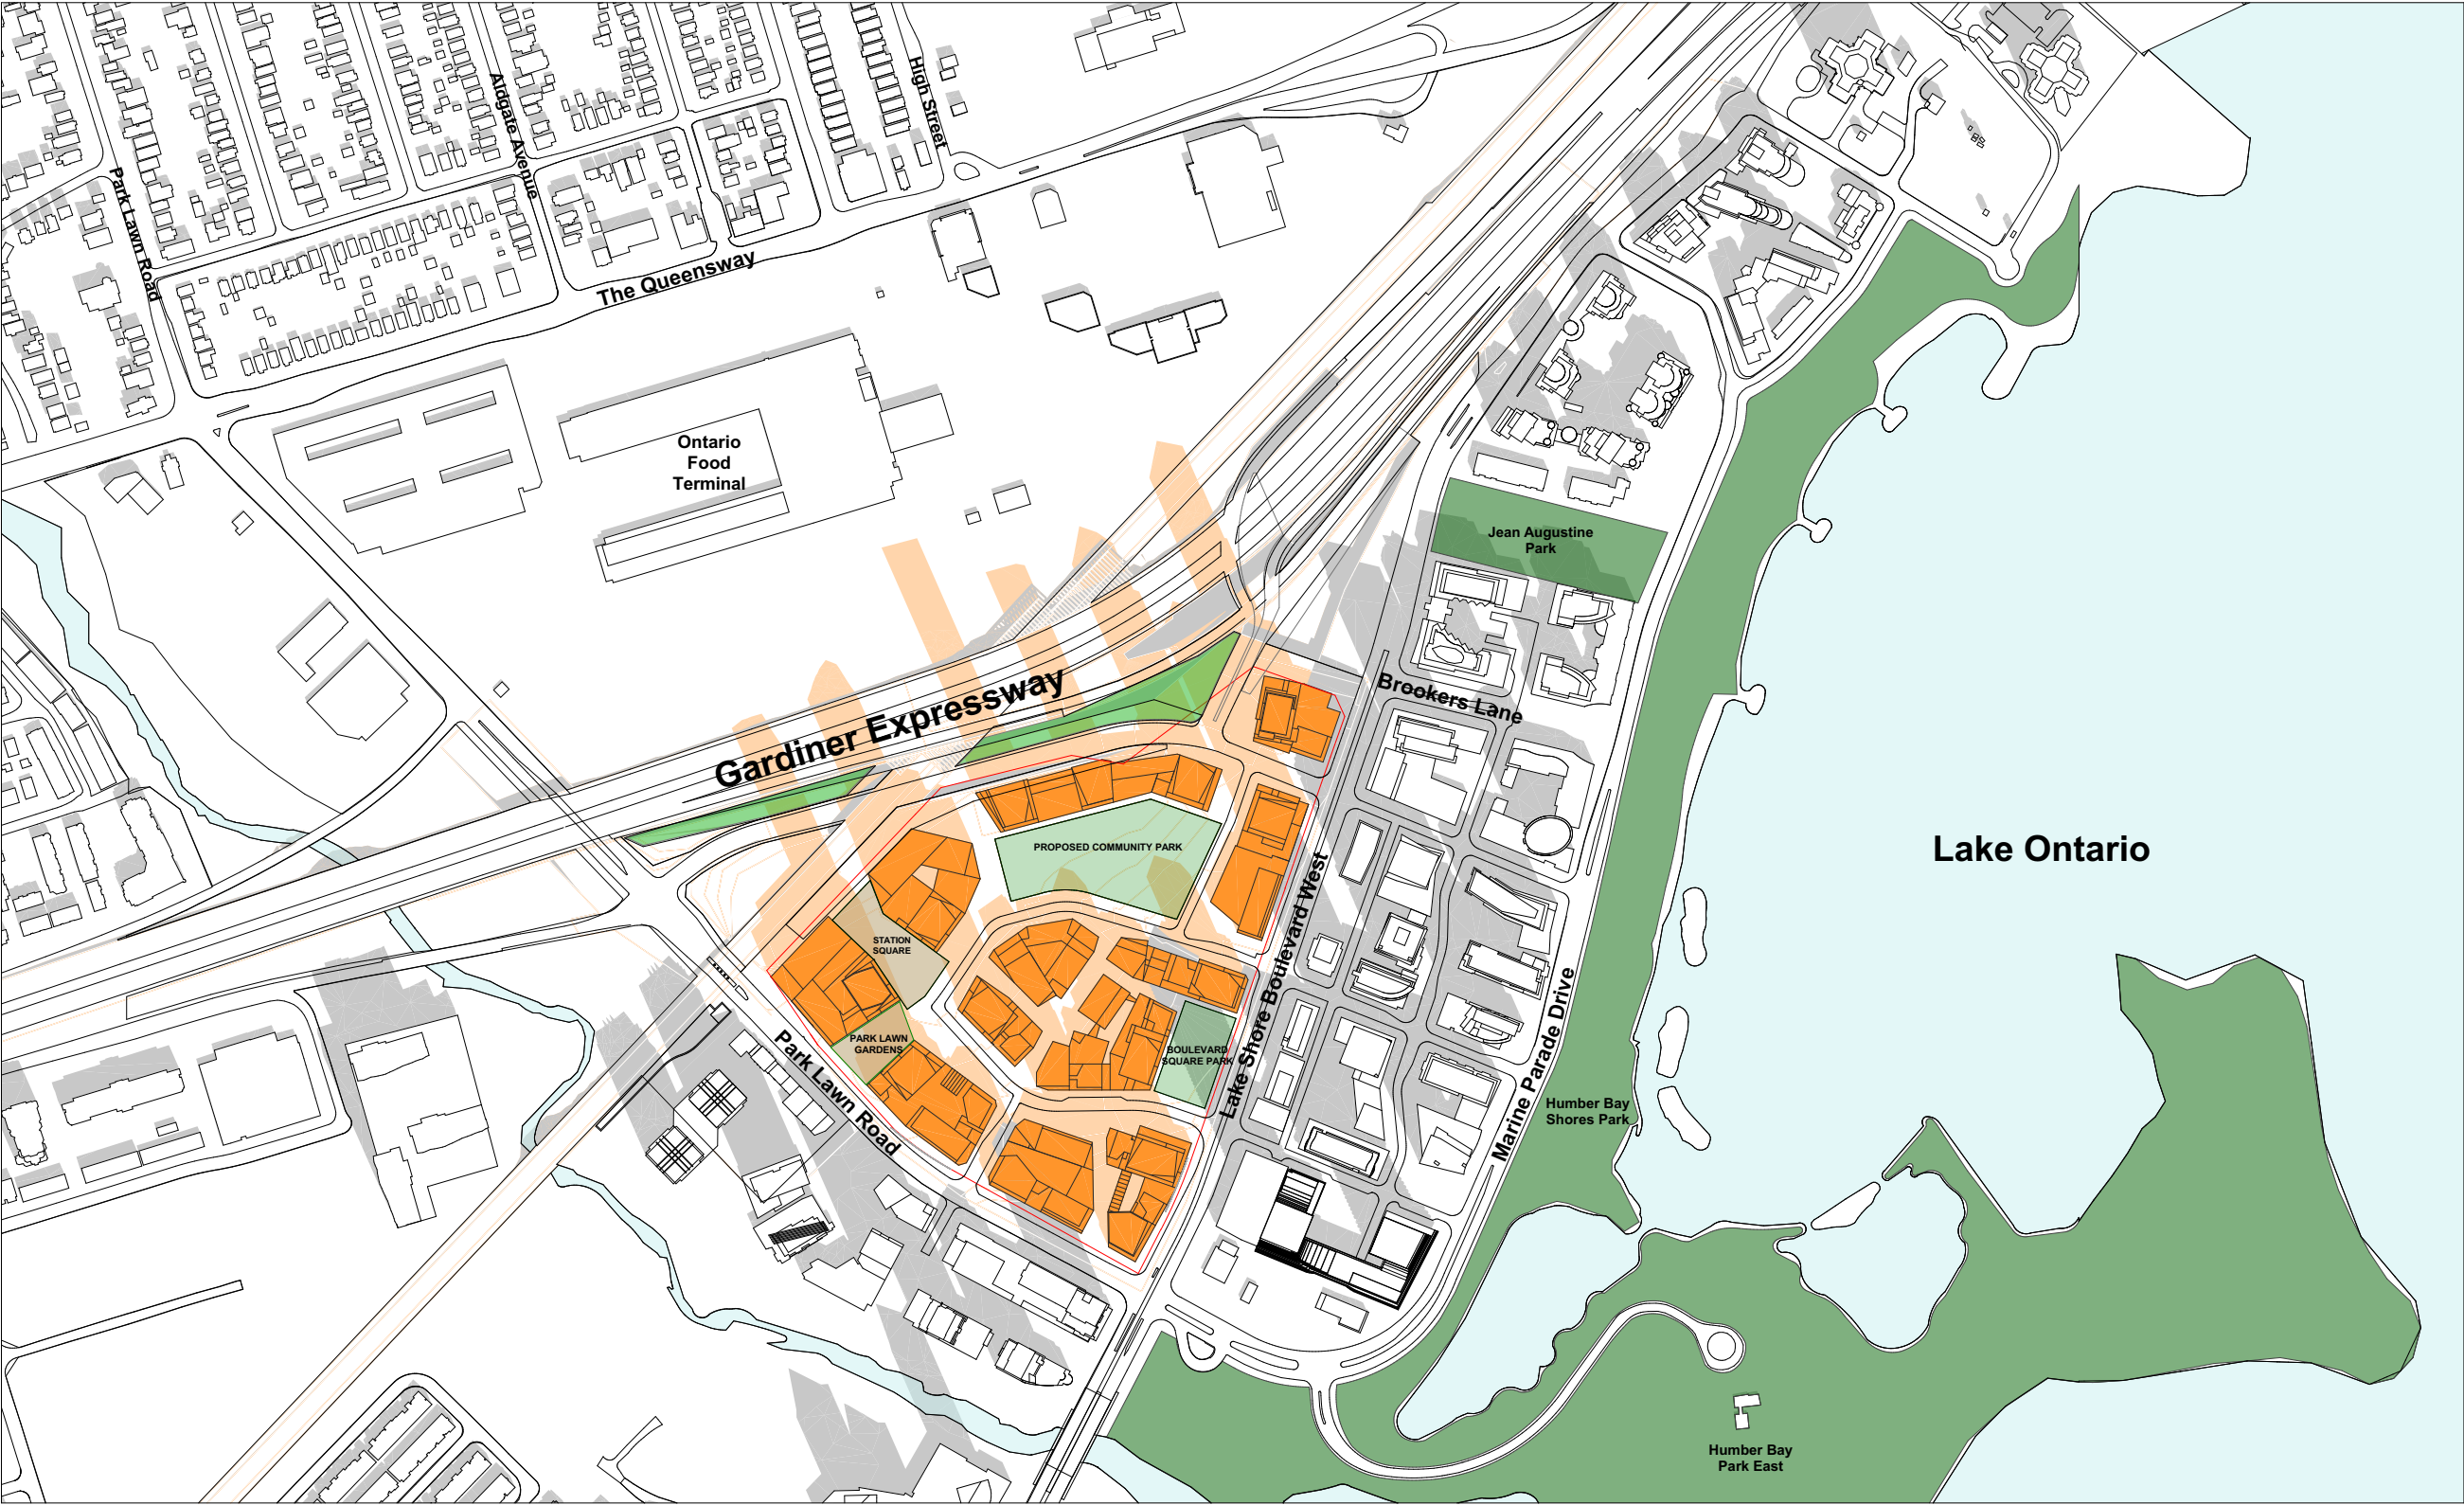 High Street
Aldgate Avenue
Park Lawn Road
The Queensway
Ontario
Food
Terminal
Jean Augustine
Park
Gardiner Expressway
Brookers Lane
PROPOSED COMMUNITY PARK
Lake Ontario
STATION
SQUARE
Lake Shore Boulevard West
PARK LAWN
GARDENS
BOULEVARD
SQUARE PARK
Park Lawn Road
Marine Parade Drive
Humber Bay
Shores Park
Humber Bay
Park East